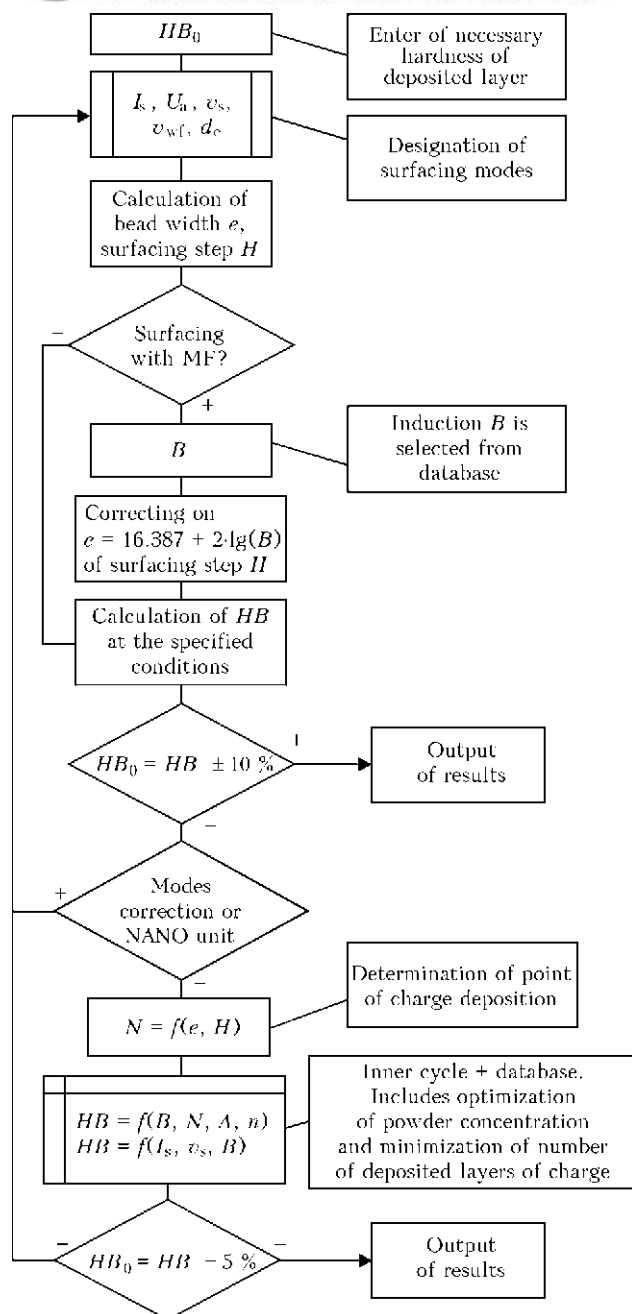 HB₀
Enter of necessary
hardness of
deposited layer
Iₛ, Uₐ, vₛ,
v_wf, dₑ
Designation of
surfacing modes
Calculation of
bead width e,
surfacing step H
−
Surfacing
with MF?
+
B
Induction B is
selected from
database
Correcting on
e = 16.387 + 2·lg(B)
of surfacing step H
Calculation of HB
at the specified
conditions
HB₀ = HB ±10 %
+
Output
of results
−
+
Modes
correction or
NANO unit
−
Determination of point
of charge deposition
N = f(e, H)
Inner cycle + database.
Includes optimization
of powder concentration
and minimization of number
of deposited layers of charge
HB = f(B, N, A, n)
HB = f(Iₛ, vₛ, B)
−
HB₀ = HB − 5 %
−
Output
of results